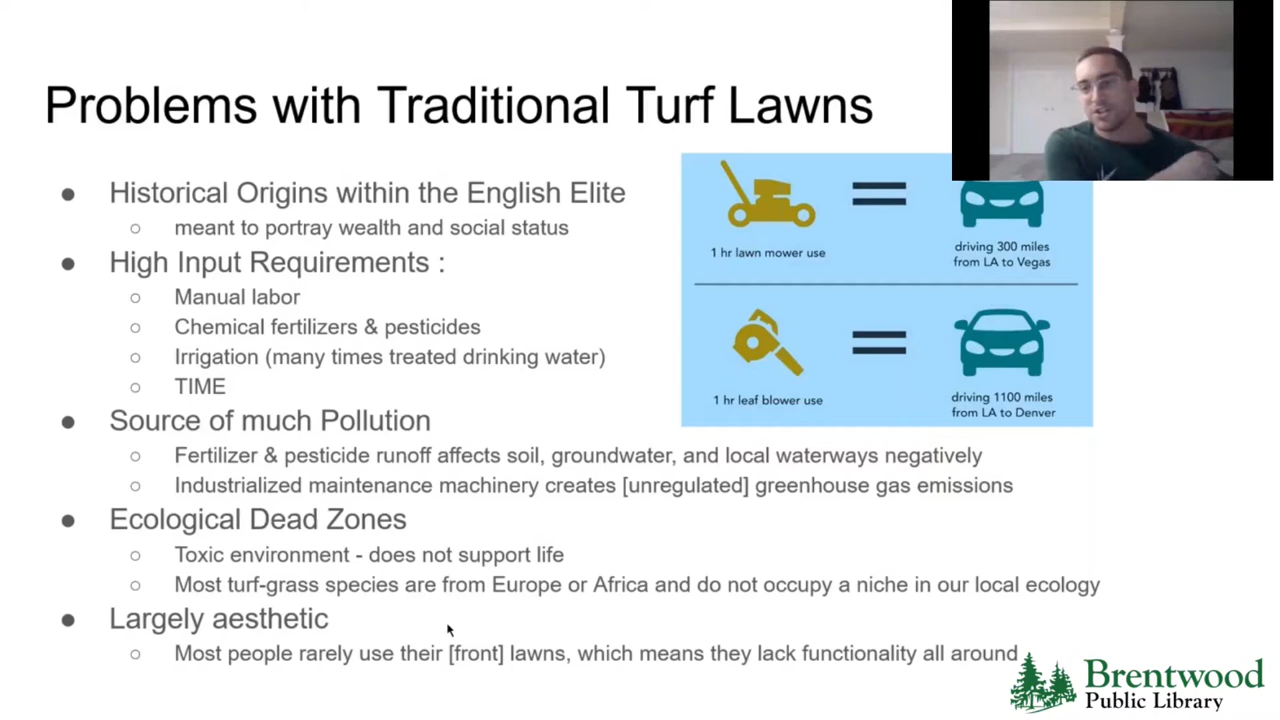 Problems with Traditional Turf Lawns
Historical Origins within the English Elite
meant to portray wealth and social status
High Input Requirements :
Manual labor
Chemical fertilizers & pesticides
Irrigation (many times treated drinking water)
TIME
Source of much Pollution
Fertilizer & pesticide runoff affects soil, groundwater, and local waterways negatively
Industrialized maintenance machinery creates [unregulated] greenhouse gas emissions
Ecological Dead Zones
Toxic environment - does not support life
Most turf-grass species are from Europe or Africa and do not occupy a niche in our local ecology
Largely aesthetic
Most people rarely use their [front] lawns, which means they lack functionality all around
1 hr lawn mower use
driving 300 miles
from LA to Vegas
1 hr leaf blower use
driving 1100 miles
from LA to Denver
Brentwood
Public Library